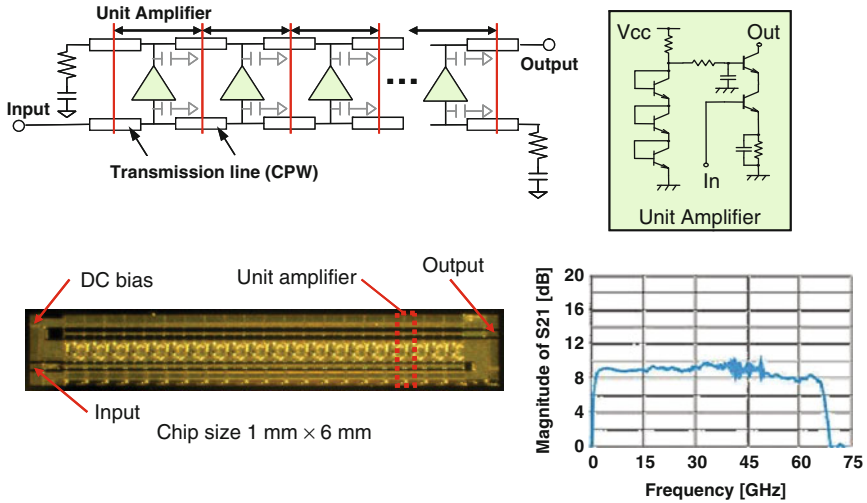 Unit Amplifier
Output
Input
Transmission line (CPW)
Vcc
Out
In
Unit Amplifier
DC bias
Unit amplifier
Output
Input
Chip size 1 mm × 6 mm
Magnitude of S21 [dB]
20
16
12
8
4
0
0 15 30 45 60 75
Frequency [GHz]